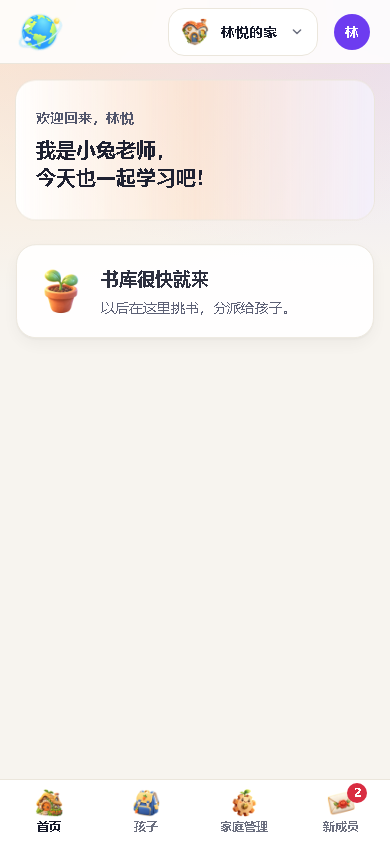 林悦的家
林
欢迎回来，林悦
我是小兔老师，
今天也一起学习吧！
书库很快就来
以后在这里挑书，分派给孩子。
首页
孩子
家庭管理
2
新成员